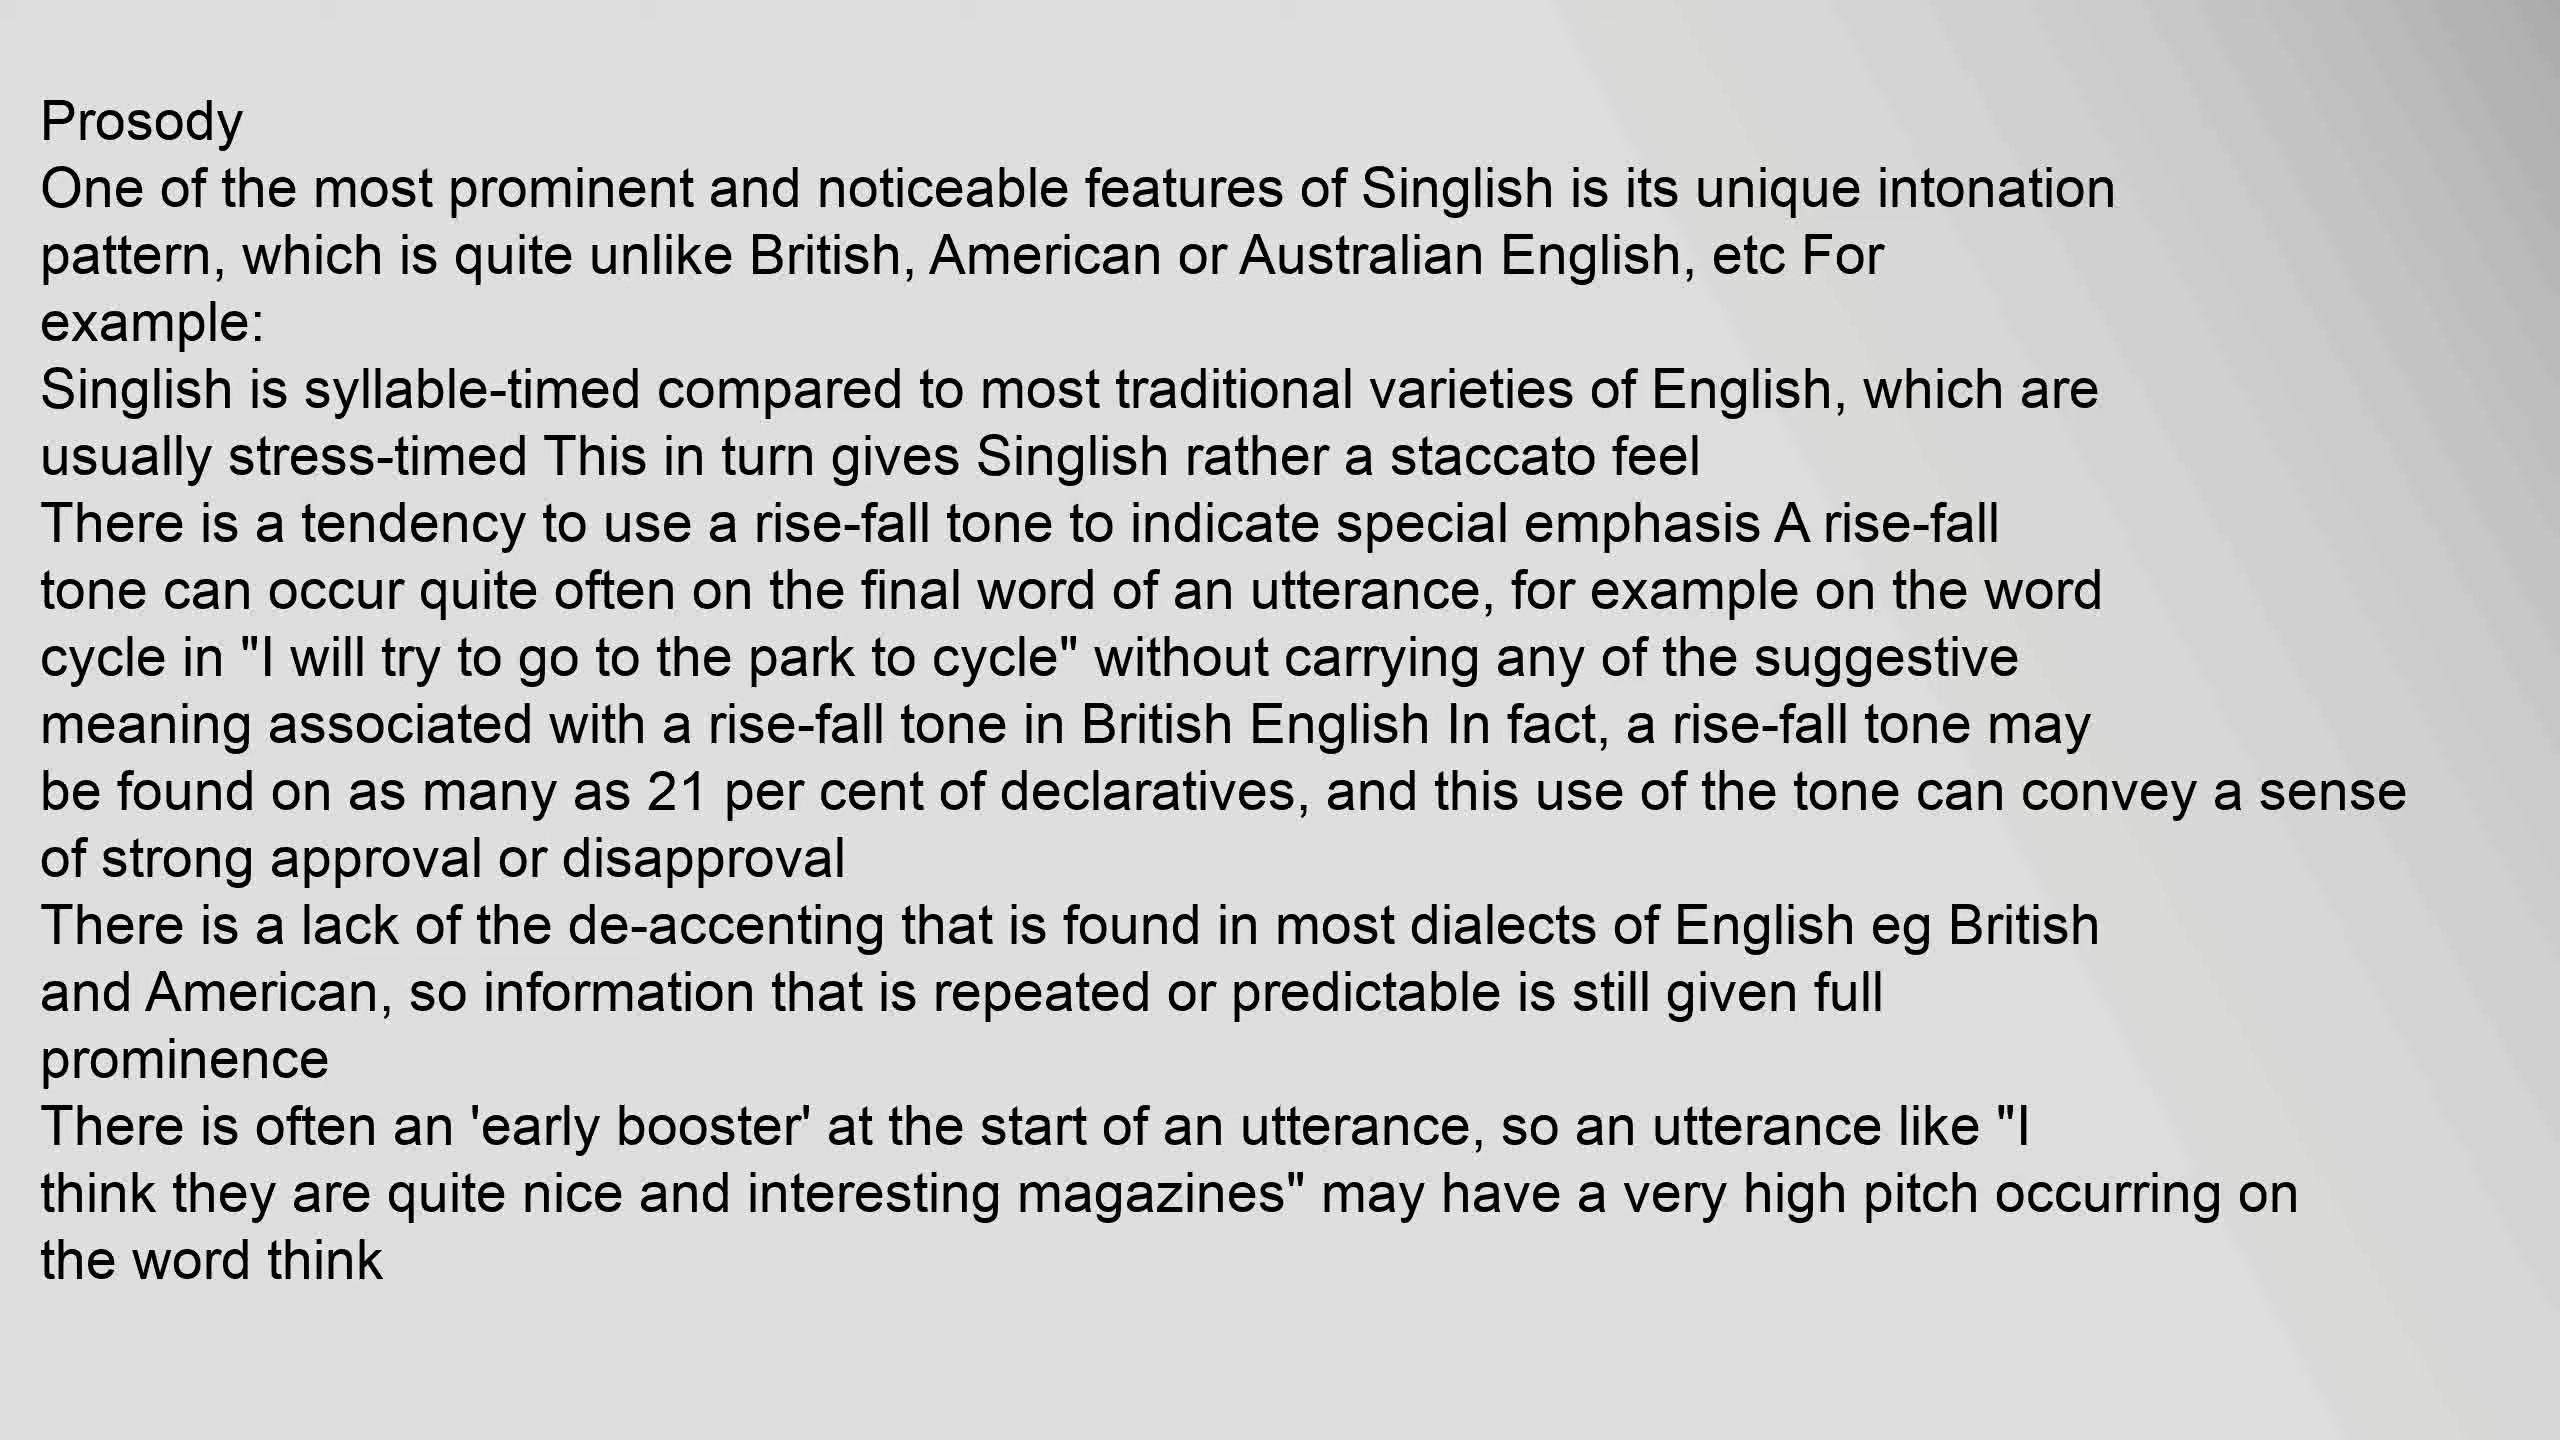 Prosody
One of the most prominent and noticeable features of Singlish is its unique intonation
pattern, which is quite unlike British, American or Australian English, etc For
example:
Singlish is syllable-timed compared to most traditional varieties of English, which are
usually stress-timed This in turn gives Singlish rather a staccato feel
There is a tendency to use a rise-fall tone to indicate special emphasis A rise-fall
tone can occur quite often on the final word of an utterance, for example on the word
cycle in "I will try to go to the park to cycle" without carrying any of the suggestive
meaning associated with a rise-fall tone in British English In fact, a rise-fall tone may
be found on as many as 21 per cent of declaratives, and this use of the tone can convey a sense
of strong approval or disapproval
There is a lack of the de-accenting that is found in most dialects of English eg British
and American, so information that is repeated or predictable is still given full
prominence
There is often an 'early booster' at the start of an utterance, so an utterance like "I
think they are quite nice and interesting magazines" may have a very high pitch occurring on
the word think